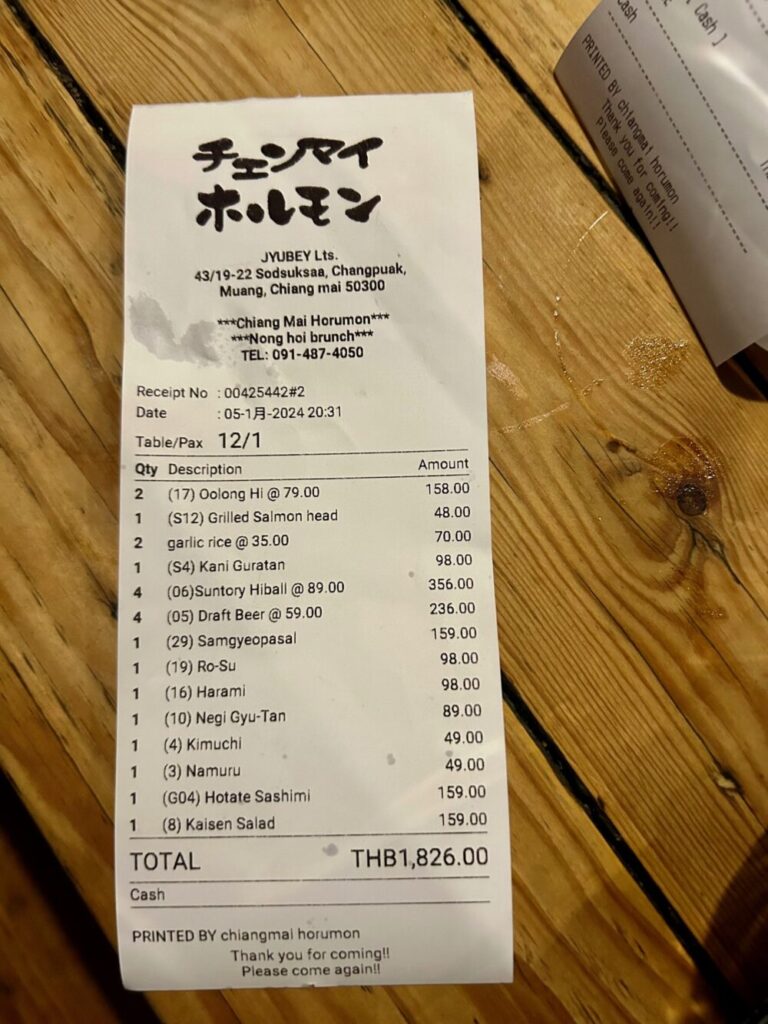 チェンマイ
ホルモン
JYUBEY Lts.
43/19-22 Sodsuksaa, Changpuak,
Muang, Chiang mai 50300
***Chiang Mai Horumon***
***Nong hoi brunch***
TEL: 091-487-4050
Receipt No : 00425442#2
Date : 05-1月-2024 20:31
Table/Pax 12/1
Qty Description Amount
2 (17) Oolong Hi @ 79.00 158.00
1 (S12) Grilled Salmon head 48.00
2 garlic rice @ 35.00 70.00
1 (S4) Kani Guratan 98.00
4 (06)Suntory Hiball @ 89.00 356.00
4 (05) Draft Beer @ 59.00 236.00
1 (29) Samgyeopasal 159.00
1 (19) Ro-Su 98.00
1 (16) Harami 98.00
1 (10) Negi Gyu-Tan 89.00
1 (4) Kimuchi 49.00
1 (3) Namuru 49.00
1 (G04) Hotate Sashimi 159.00
1 (8) Kaisen Salad 159.00
TOTAL THB1,826.00
Cash
PRINTED BY chiangmai horumon
Thank you for coming!!
Please come again!!
Cash ]
Cash
PRINTED BY chiangmai horumon
Thank you for coming!!
Please come again!!